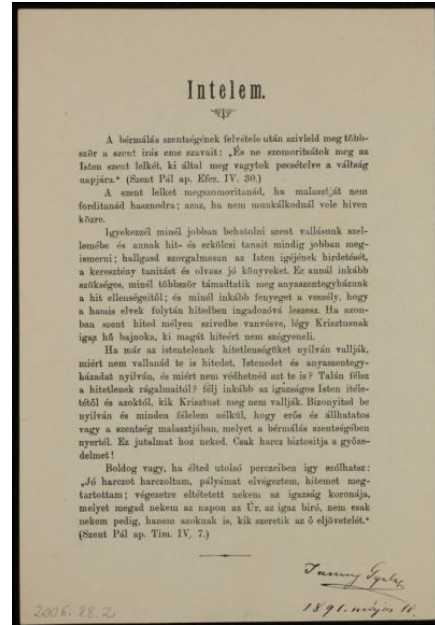 Intelem.
A bérmálás szentségének felvétele után szivleld meg több-
ször a szent irás eme szavait: „És ne szomoritsátok meg az
Isten szent lelkét, ki által meg vagytok pecsételve a váltság
napjára.“ (Szent Pál ap. Efez. IV. 30.)
A szent lelket megszomoritanád, ha malasztját nem
forditanád hasznodra; azaz, ha nem munkálkodnál vele hiven
közre.
Igyekezzél minél jobban behatolni szent vallásunk szel-
lemébe és annak hit- és erkölcsi tanait mindig jobban meg-
ismerni; hallgasd szorgalmasan az Isten igéjének hirdetését,
a keresztény tanitást és olvass jó könyveket. Ez annál inkább
szükséges, minél többször támadtatik meg anyaszentegyházunk
a hit ellenségeitől; és minél inkább fenyeget a veszély, hogy
a hamis elvek folytán hitedben ingadozóvá leszesz. Ha azon-
ban szent hited mélyen szivedbe vanvésve, légy Krisztusnak
igaz hű bajnoka, ki magát hiteért nem szégyeneli.
Ha már az istentelenek hitetlenségüket nyilván vallják,
miért nem vallanád te is hitedet, Istenedet és anyaszentegy-
házadat nyilván, és miért nem védhetnéd azt te is? Talán félsz
a hitetlenek rágalmaitól? félj inkább az igazságos Isten itéle-
tétől és azoktól, kik Krisztust meg nem vallják. Bizonyitsd be
nyilván és minden félelem nélkül, hogy erős és állhatatos
vagy a szentség malasztjában, melyet a bérmálás szentségében
nyertél. Ez jutalmat hoz neked. Csak harcz biztositja a győze-
delmet!
Boldog vagy, ha élted utolsó perczeiben igy szólhatsz:
„Jó harczot harczoltam, pályámat elvégeztem, hitemet meg-
tartottam; végezetre eltétetett nekem az igazság koronája,
melyet megad nekem az napon az Úr, az igaz biró, nem csak
nekem pedig, hanem azoknak is, kik szeretik az ő eljövetelét.“
(Szent Pál ap. Tim. IV. 7.)
Gyula
1891. május
2006.88.2